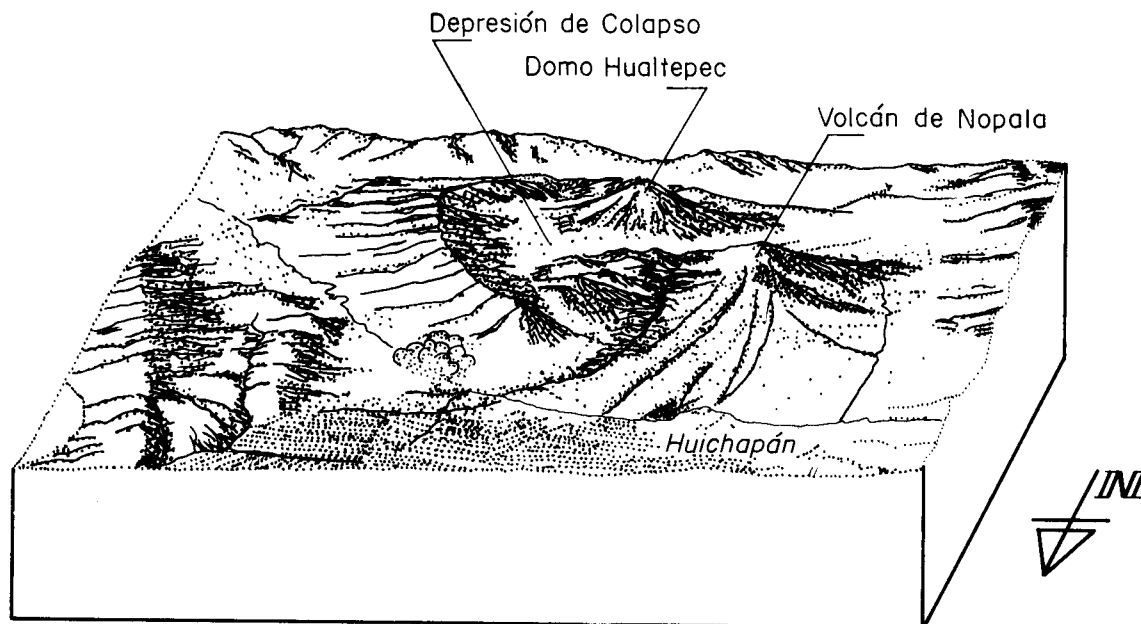 Depresión de Colapso
Domo Hualtepec
Volcán de Nopala
Huichapán